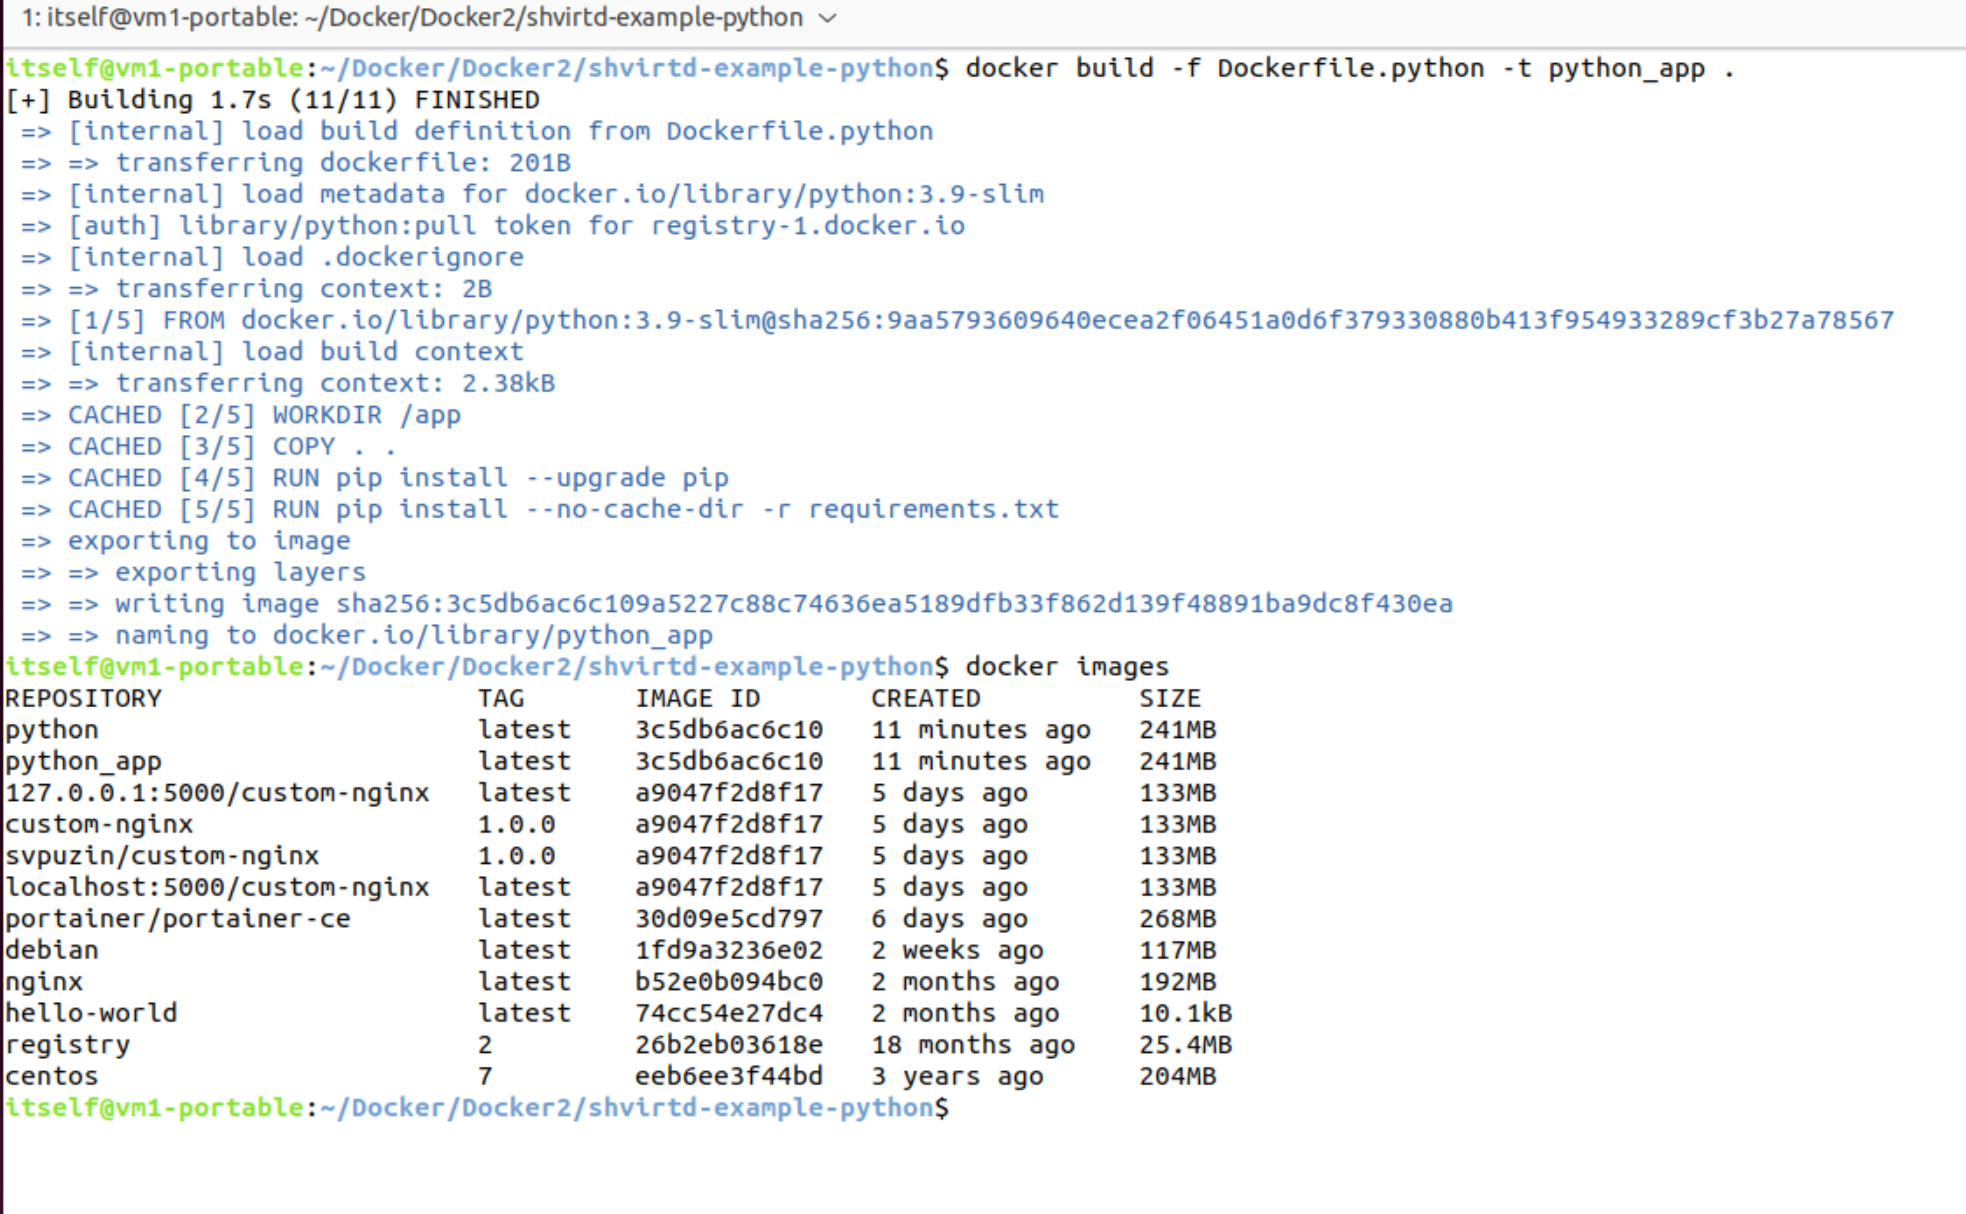 1: itself@vm1-portable: ~/Docker/Docker2/shvirtd-example-python
itself@vm1-portable:~/Docker/Docker2/shvirtd-example-python$ docker build -f Dockerfile.python -t python_app .
[+] Building 1.7s (11/11) FINISHED
=> [internal] load build definition from Dockerfile.python
=> => transferring dockerfile: 201B
=> [internal] load metadata for docker.io/library/python:3.9-slim
=> [auth] library/python:pull token for registry-1.docker.io
=> [internal] load .dockerignore
=> => transferring context: 2B
=> [1/5] FROM docker.io/library/python:3.9-slim@sha256:9aa5793609640ecea2f06451a0d6f379330880b413f954933289cf3b27a78567
=> [internal] load build context
=> => transferring context: 2.38kB
=> CACHED [2/5] WORKDIR /app
=> CACHED [3/5] COPY . .
=> CACHED [4/5] RUN pip install --upgrade pip
=> CACHED [5/5] RUN pip install --no-cache-dir -r requirements.txt
=> exporting to image
=> => exporting layers
=> => writing image sha256:3c5db6ac6c109a5227c88c74636ea5189dfb33f862d139f48891ba9dc8f430ea
=> => naming to docker.io/library/python_app
itself@vm1-portable:~/Docker/Docker2/shvirtd-example-python$ docker images
REPOSITORY TAG IMAGE ID CREATED SIZE
python latest 3c5db6ac6c10 11 minutes ago 241MB
python_app latest 3c5db6ac6c10 11 minutes ago 241MB
127.0.0.1:5000/custom-nginx latest a9047f2d8f17 5 days ago 133MB
custom-nginx 1.0.0 a9047f2d8f17 5 days ago 133MB
svpuzin/custom-nginx 1.0.0 a9047f2d8f17 5 days ago 133MB
localhost:5000/custom-nginx latest a9047f2d8f17 5 days ago 133MB
portainer/portainer-ce latest 30d09e5cd797 6 days ago 268MB
debian latest 1fd9a3236e02 2 weeks ago 117MB
nginx latest b52e0b094bc0 2 months ago 192MB
hello-world latest 74cc54e27dc4 2 months ago 10.1kB
registry 2 26b2eb03618e 18 months ago 25.4MB
centos 7 eeb6ee3f44bd 3 years ago 204MB
itself@vm1-portable:~/Docker/Docker2/shvirtd-example-python$